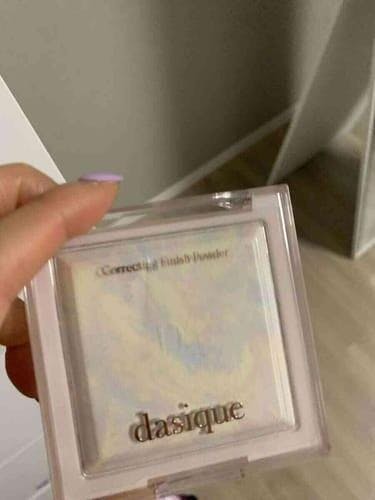 Correcting Finish Powder
dasique